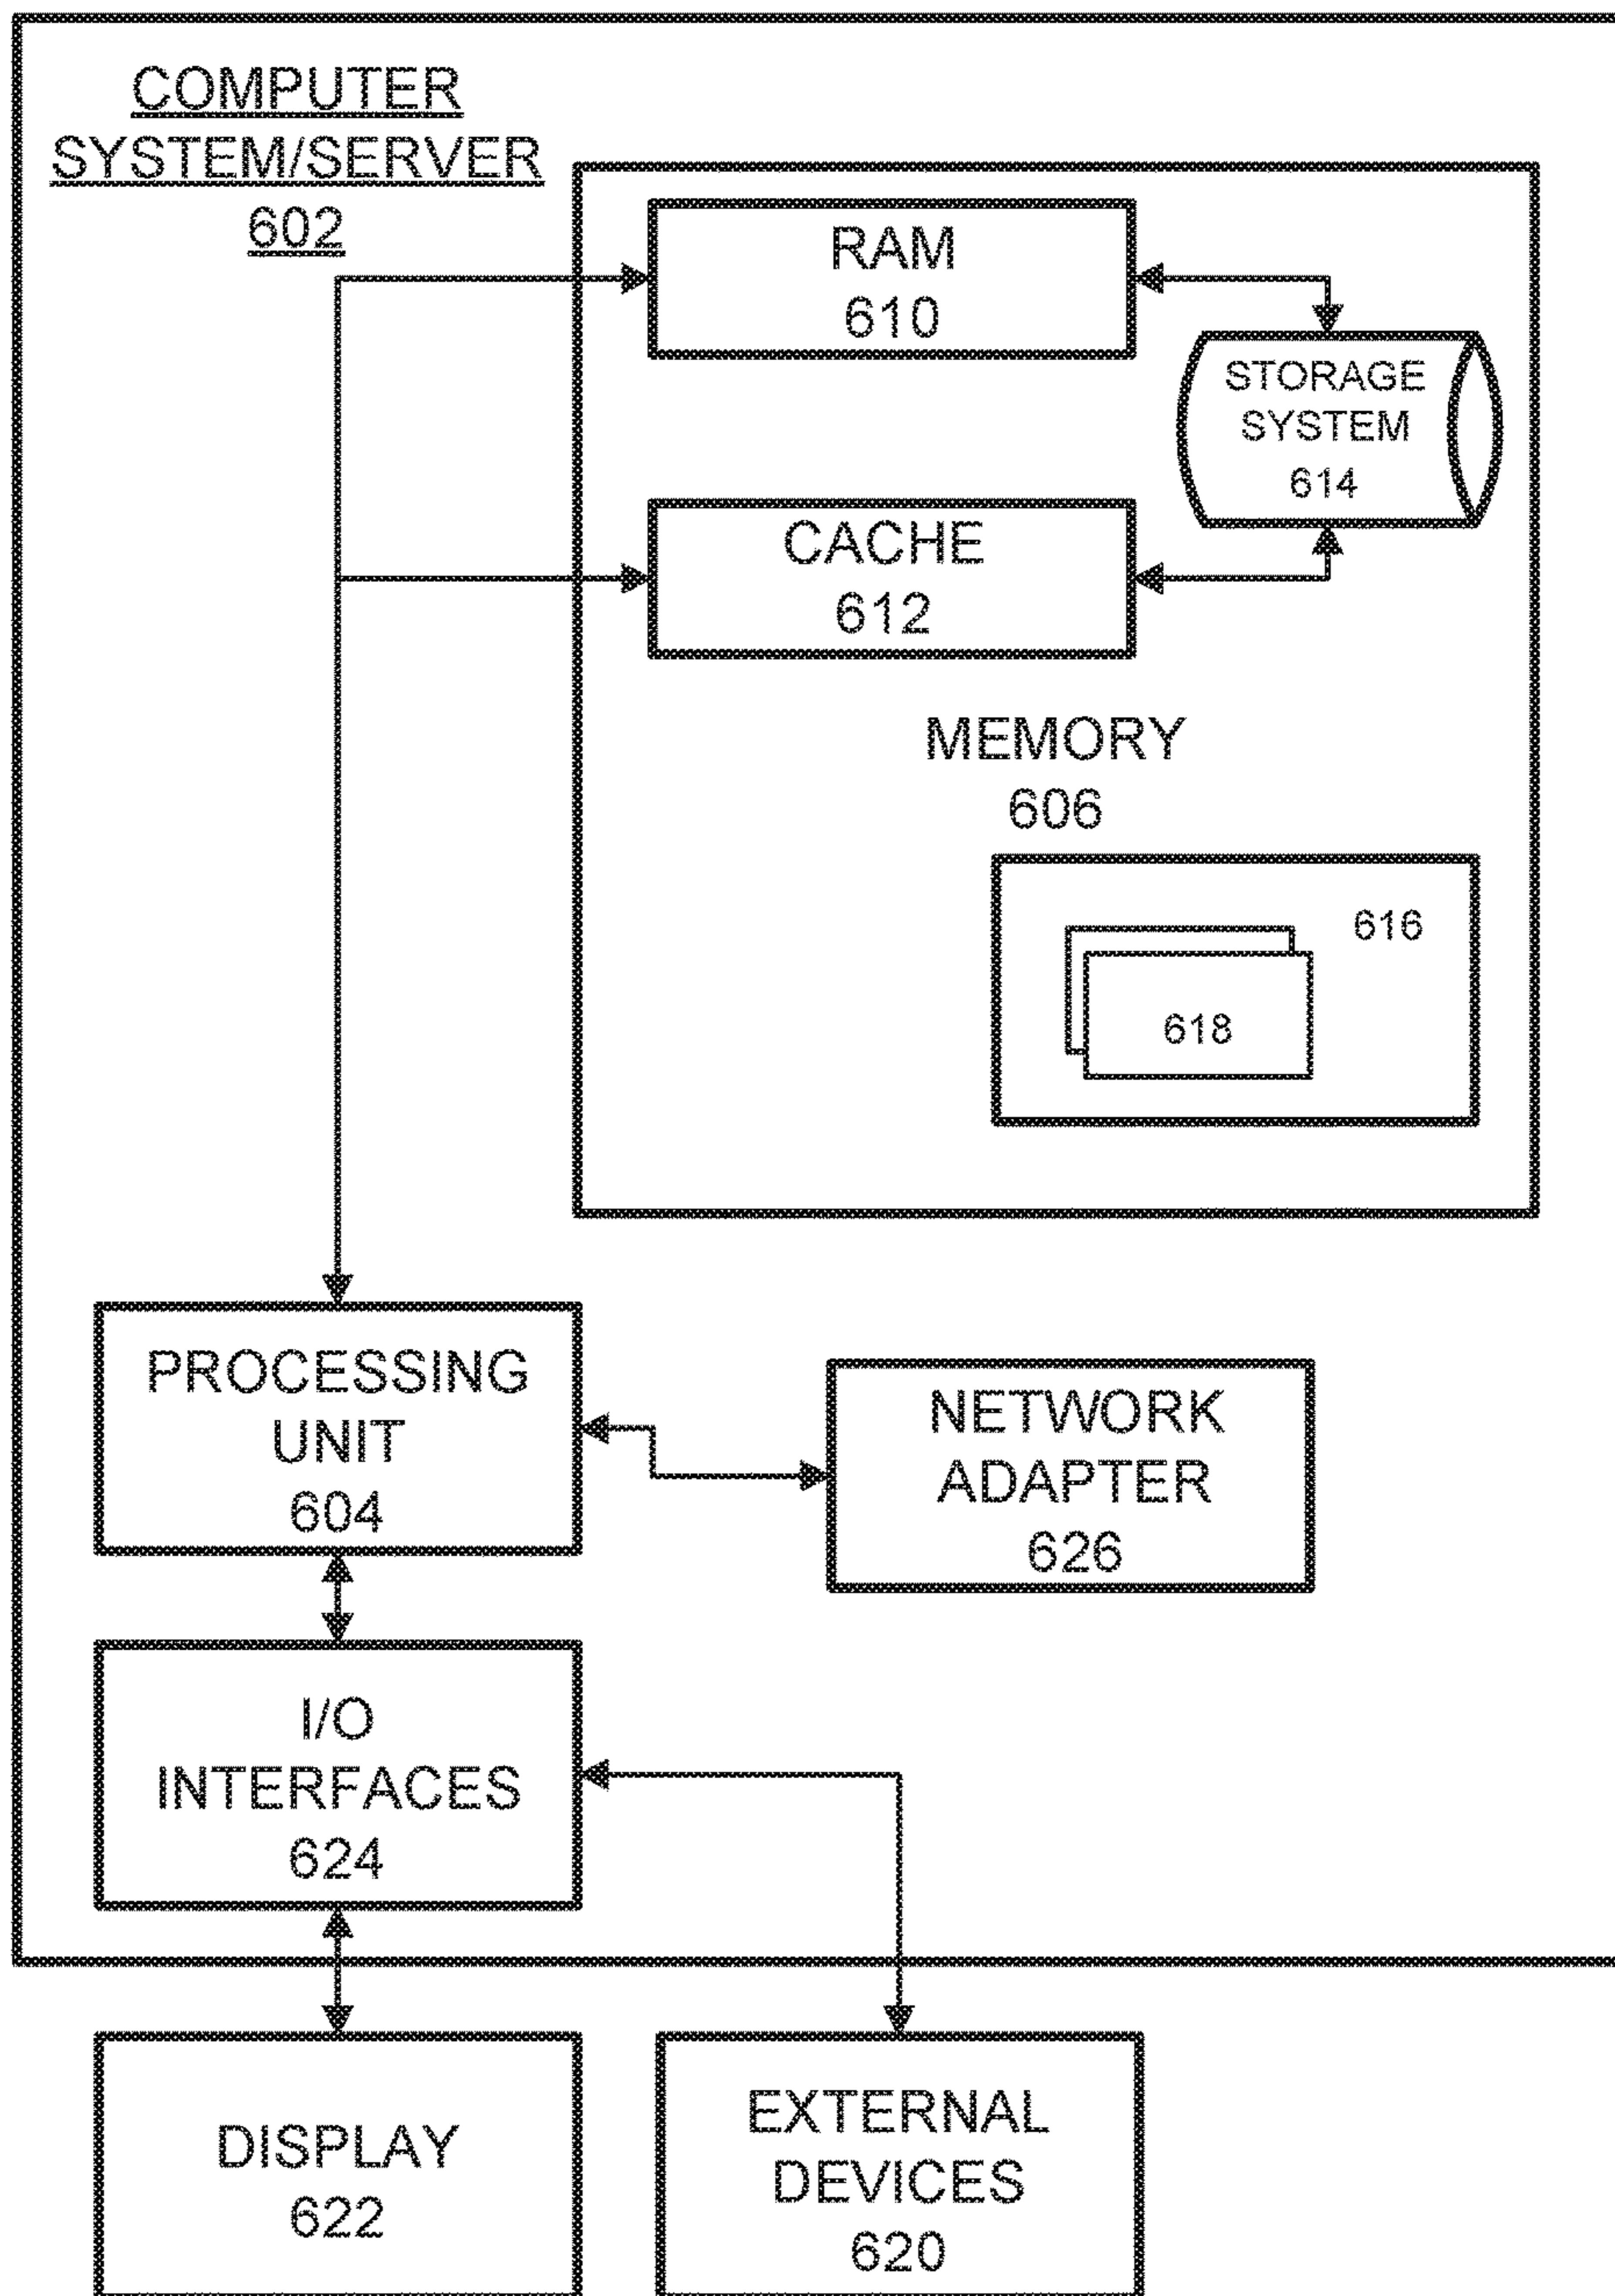 COMPUTER
SYSTEM/SERVER
602
RAM
610
STORAGE
SYSTEM
614
CACHE
612
MEMORY
606
616
618
PROCESSING
UNIT
604
NETWORK
ADAPTER
626
I/O
INTERFACES
624
DISPLAY
622
EXTERNAL
DEVICES
620